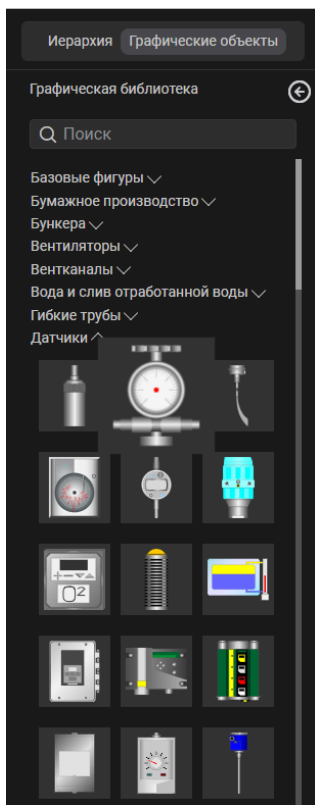 Иерархия Графические объекты
Графическая библиотека
Поиск
Базовые фигуры
Бумажное производство
Бункера
Вентиляторы
Вентканалы
Вода и слив отработанной воды
Гибкие трубы
Датчики
O2